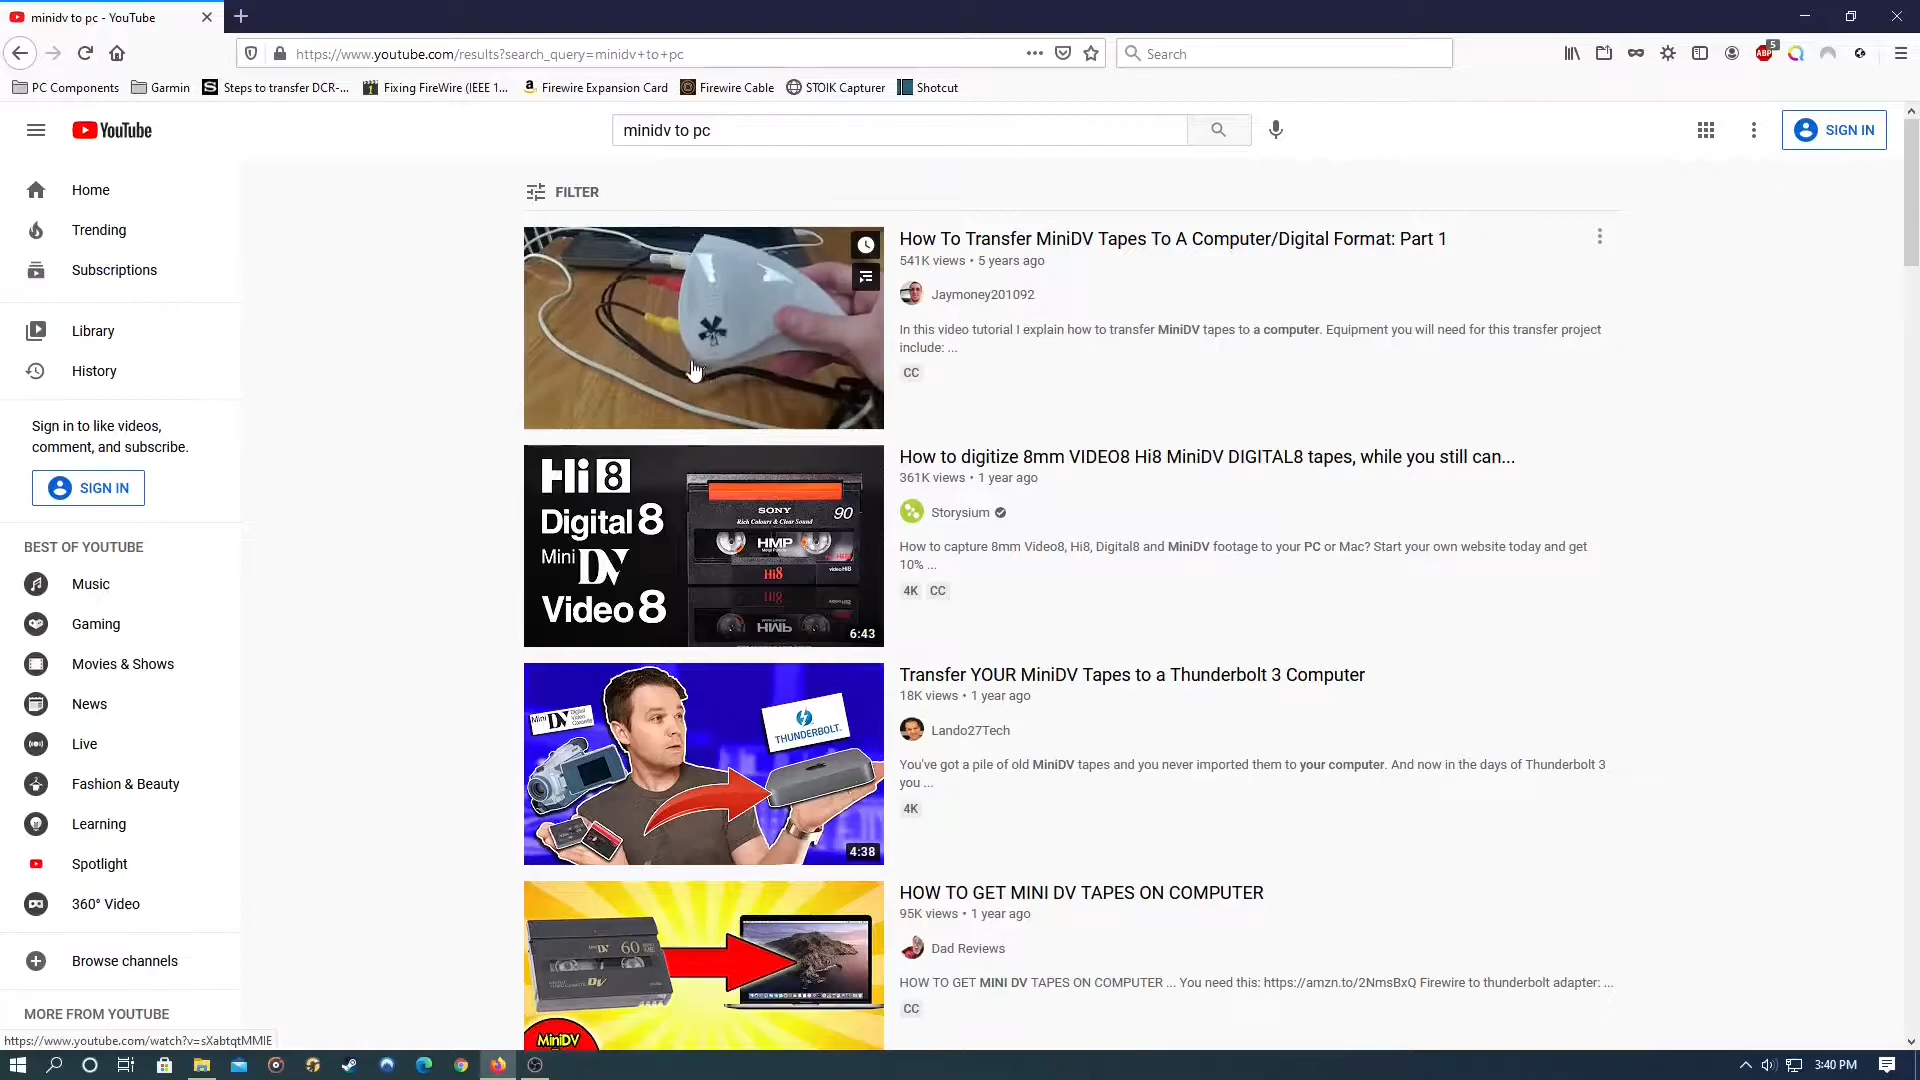 minidv to pc - YouTube
https://www.youtube.com/results?search_query=minidv+to+pc
Search
5
ABP
PC Components
Garmin
Steps to transfer DCR-...
Fixing FireWire (IEEE 1...
Firewire Expansion Card
Firewire Cable
STOIK Capturer
Shotcut
YouTube
minidv to pc
SIGN IN
Home
Trending
Subscriptions
Library
History
Sign in to like videos,
comment, and subscribe.
SIGN IN
BEST OF YOUTUBE
Music
Gaming
Movies & Shows
News
Live
Fashion & Beauty
Learning
Spotlight
360° Video
Browse channels
MORE FROM YOUTUBE
https://www.youtube.com/watch?v=sXabtqtMMIE
FILTER
How To Transfer MiniDV Tapes To A Computer/Digital Format: Part 1
541K views • 5 years ago
Jaymoney201092
In this video tutorial I explain how to transfer MiniDV tapes to a computer. Equipment you will need for this transfer project
include: ...
CC
Hi8
Digital8
Mini DV
Video8
SONY
90
Rich Colours & Clear Sound
HMP
Hi8
6:43
How to digitize 8mm VIDEO8 Hi8 MiniDV DIGITAL8 tapes, while you still can...
361K views • 1 year ago
Storysium
How to capture 8mm Video8, Hi8, Digital8 and MiniDV footage to your PC or Mac? Start your own website today and get
10% ...
4K CC
Mini DV Digital Video Cassette
THUNDERBOLT.
4:38
Transfer YOUR MiniDV Tapes to a Thunderbolt 3 Computer
18K views • 1 year ago
Lando27Tech
You've got a pile of old MiniDV tapes and you never imported them to your computer. And now in the days of Thunderbolt 3
you ...
4K
60
DV
MiniDV
HOW TO GET MINI DV TAPES ON COMPUTER
95K views • 1 year ago
Dad Reviews
HOW TO GET MINI DV TAPES ON COMPUTER ... You need this: https://amzn.to/2NmsBxQ Firewire to thunderbolt adapter: ...
CC
3:40 PM